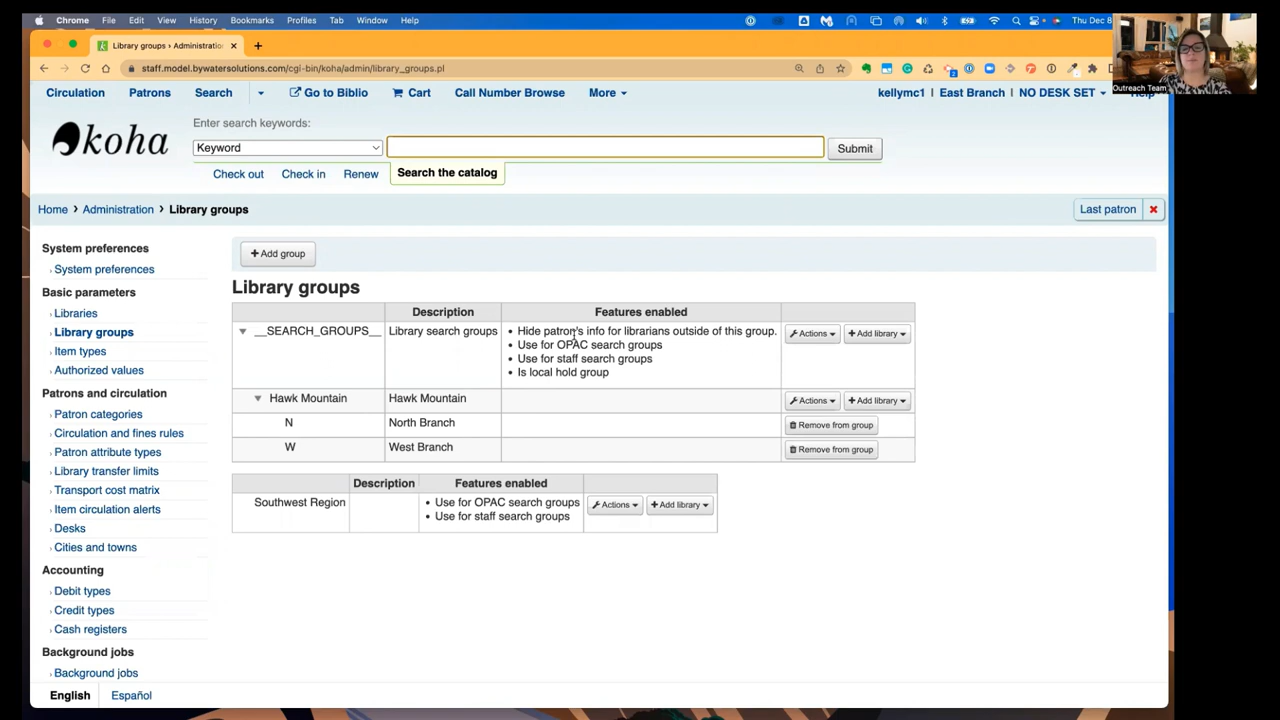 Chrome File Edit View History Bookmarks Profiles Tab Window Help Thu Dec 8
Library groups › Administratio
staff.model.bywatersolutions.com/cgi-bin/koha/admin/library_groups.pl
Outreach Team
Circulation Patrons Search Go to Biblio Cart Call Number Browse More kellymc1 | East Branch | NO DESK SET Help
koha
Enter search keywords:
Keyword Submit
Check out Check in Renew Search the catalog
Home › Administration › Library groups Last patron
System preferences
System preferences
Basic parameters
Libraries
Library groups
Item types
Authorized values
Patrons and circulation
Patron categories
Circulation and fines rules
Patron attribute types
Library transfer limits
Transport cost matrix
Item circulation alerts
Desks
Cities and towns
Accounting
Debit types
Credit types
Cash registers
Background jobs
Background jobs
English Español
+Add group
Library groups
Description Features enabled
__SEARCH_GROUPS__ Library search groups • Hide patron's info for librarians outside of this group. Actions +Add library
• Use for OPAC search groups
• Use for staff search groups
• Is local hold group
Hawk Mountain Hawk Mountain Actions +Add library
N North Branch Remove from group
W West Branch Remove from group
Description Features enabled
Southwest Region • Use for OPAC search groups Actions +Add library
• Use for staff search groups